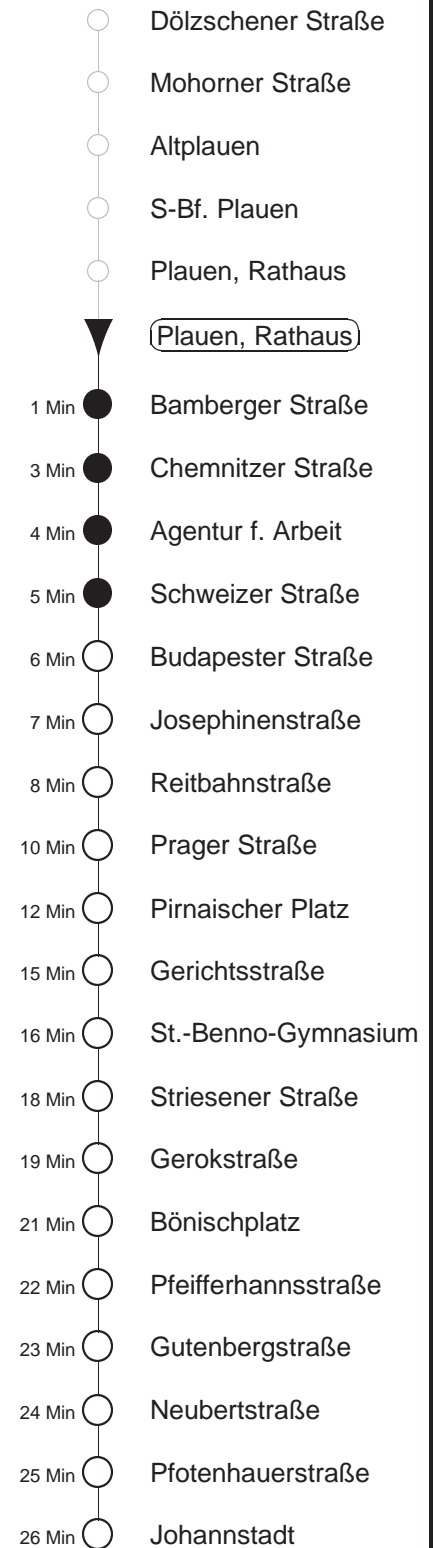 Dölzschener Straße
Mohorner Straße
Altplauen
S-Bf. Plauen
Plauen, Rathaus
Plauen, Rathaus
1 Min Bamberger Straße
3 Min Chemnitzer Straße
4 Min Agentur f. Arbeit
5 Min Schweizer Straße
6 Min Budapester Straße
7 Min Josephinenstraße
8 Min Reitbahnstraße
10 Min Prager Straße
12 Min Pirnaischer Platz
15 Min Gerichtsstraße
16 Min St.-Benno-Gymnasium
18 Min Striesener Straße
19 Min Gerokstraße
21 Min Bönischplatz
22 Min Pfeifferhannsstraße
23 Min Gutenbergstraße
24 Min Neubertstraße
25 Min Pfotenhauerstraße
26 Min Johannstadt